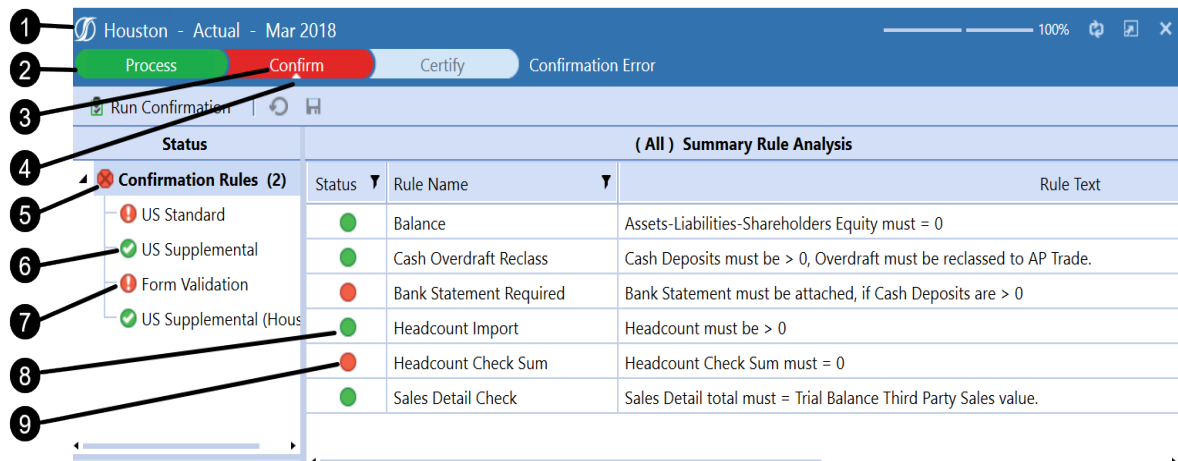 1
Houston - Actual - Mar 2018
100%
2
Process
Confirm
Certify
Confirmation Error
3
Run Confirmation
Status
( All ) Summary Rule Analysis
4
Confirmation Rules (2)
Status
Rule Name
Rule Text
5
US Standard
Balance
Assets-Liabilities-Shareholders Equity must = 0
6
US Supplemental
Cash Overdraft Reclass
Cash Deposits must be > 0, Overdraft must be reclassed to AP Trade.
7
Form Validation
Bank Statement Required
Bank Statement must be attached, if Cash Deposits are > 0
US Supplemental (Hous
Headcount Import
Headcount must be > 0
8
Headcount Check Sum
Headcount Check Sum must = 0
9
Sales Detail Check
Sales Detail total must = Trial Balance Third Party Sales value.